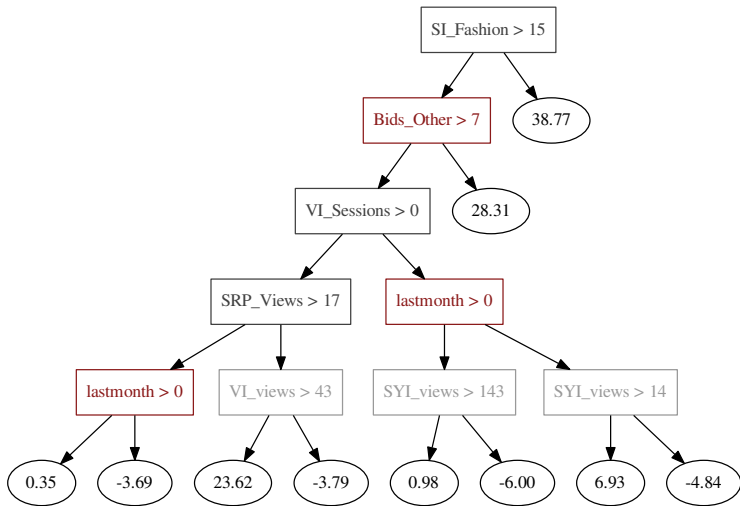 SI_Fashion > 15
Bids_Other > 7
38.77
VI_Sessions > 0
28.31
SRP_Views > 17
lastmonth > 0
lastmonth > 0
VI_views > 43
SYI_views > 143
SYI_views > 14
0.35
-3.69
23.62
-3.79
0.98
-6.00
6.93
-4.84